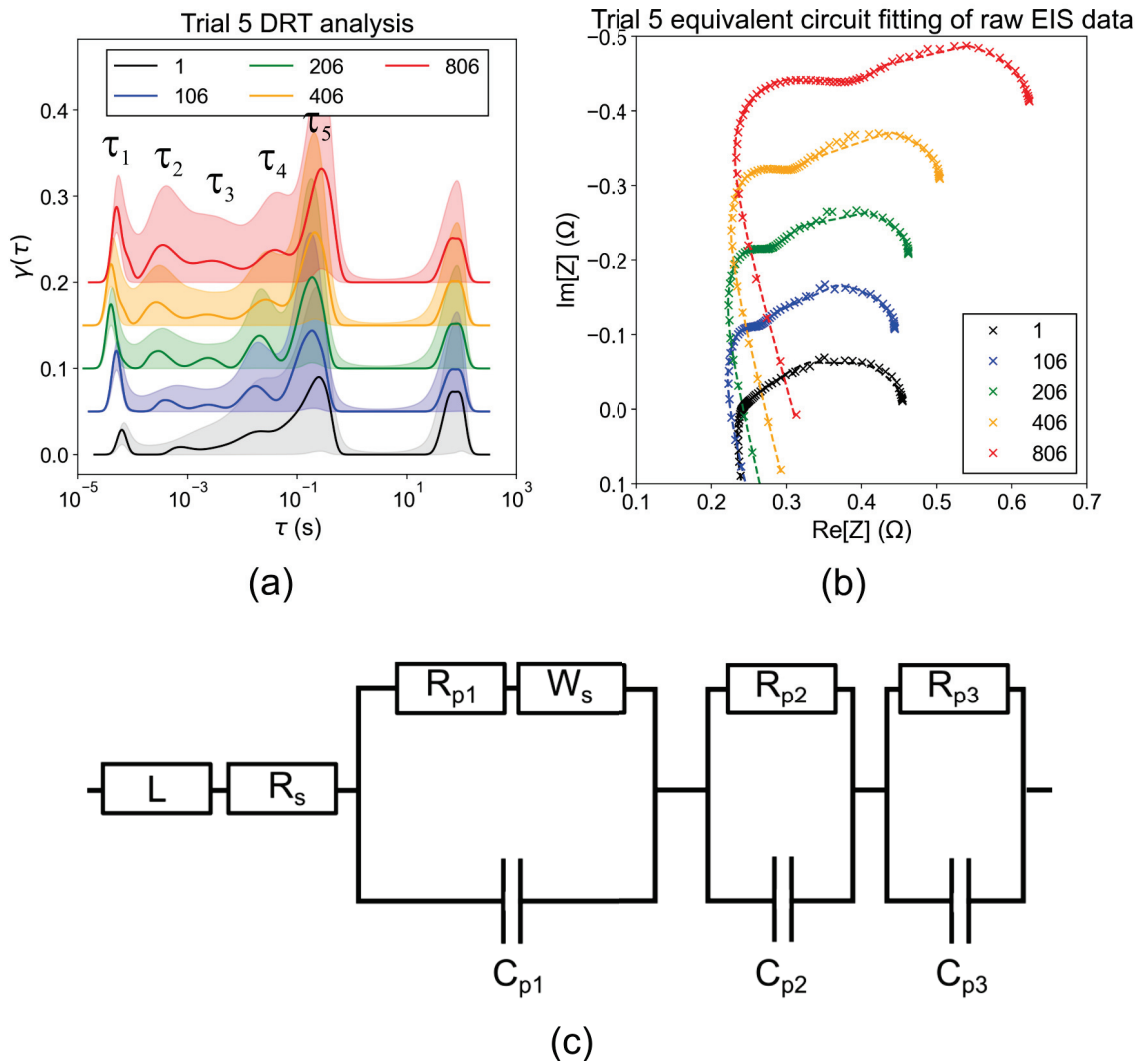 Trial 5 DRT analysis
1
206
806
106
406
τ1
τ2
τ3
τ4
τ5
γ(τ)
0.4
0.3
0.2
0.1
0.0
10−5
10−3
10−1
101
103
τ (s)
(a)
Trial 5 equivalent circuit fitting of raw EIS data
Im[Z] (Ω)
−0.5
−0.4
−0.3
−0.2
−0.1
0.0
0.1
0.1
0.2
0.3
0.4
0.5
0.6
0.7
Re[Z] (Ω)
1
106
206
406
806
(b)
L
Rs
Rp1
Ws
Cp1
Rp2
Cp2
Rp3
Cp3
(c)